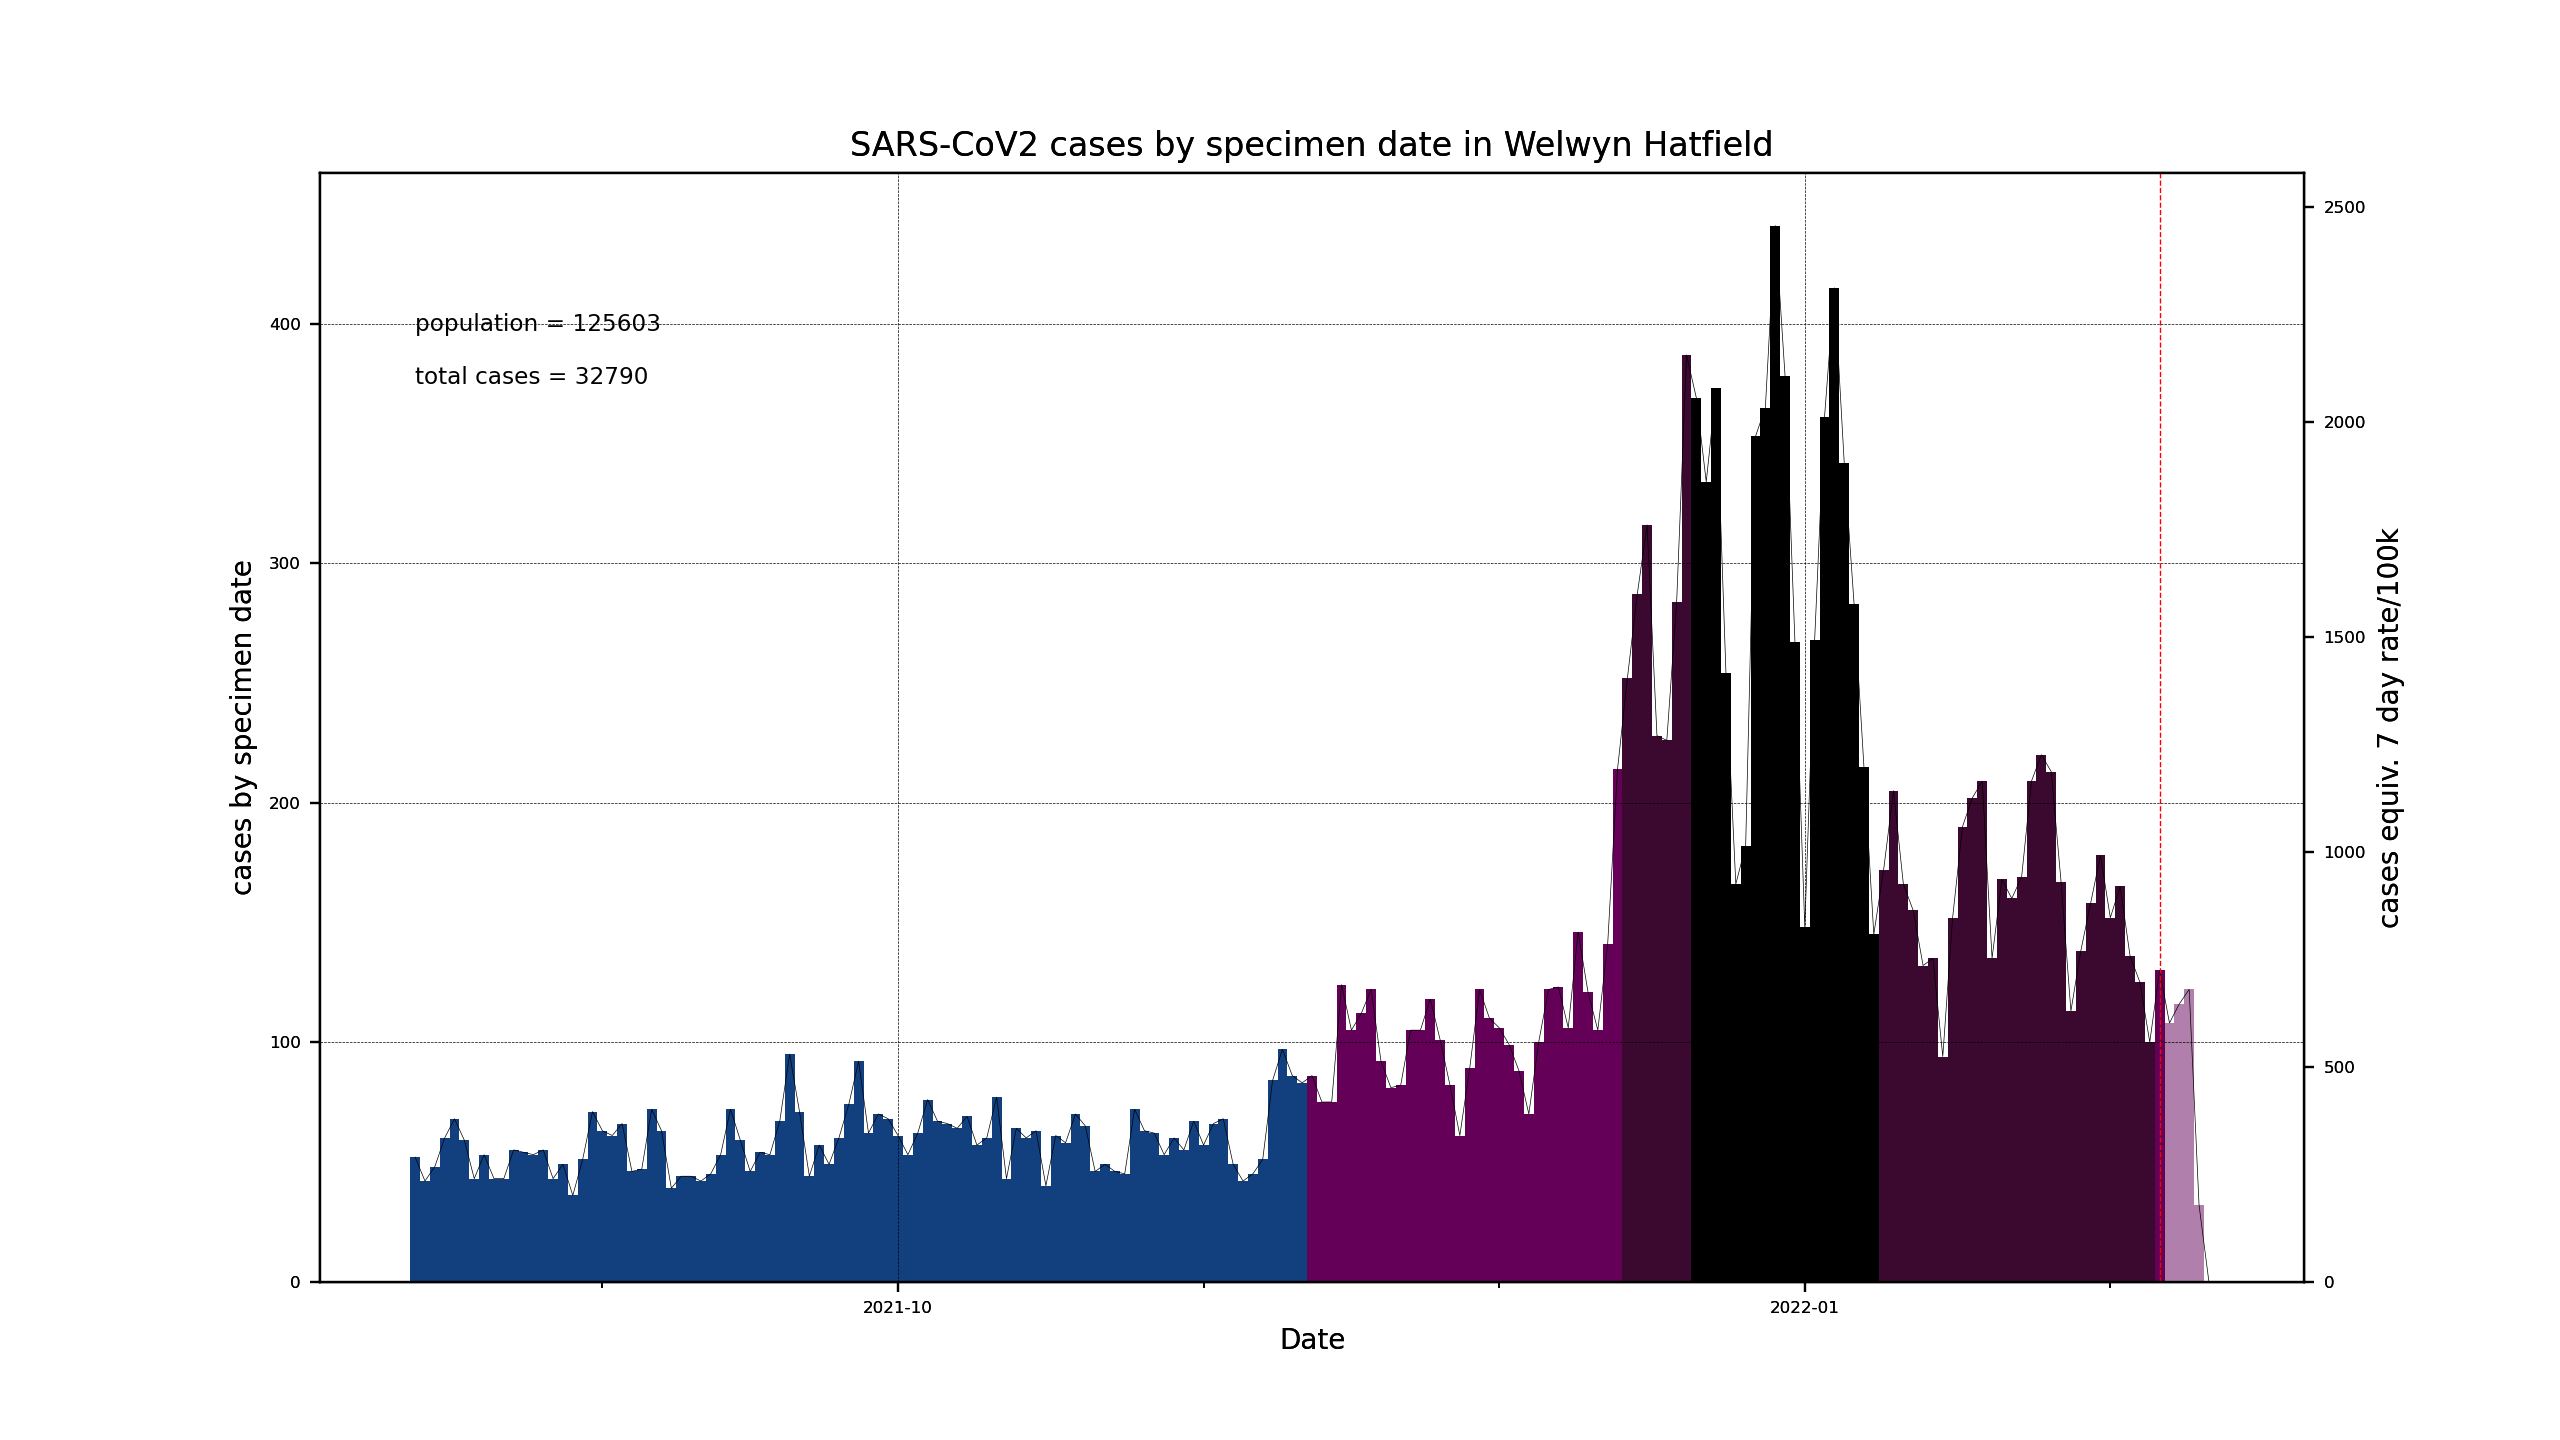 SARS-CoV2 cases by specimen date in Welwyn Hatfield
population = 125603
total cases = 32790
cases by specimen date
400
300
200
100
0
2500
2000
1500
1000
500
0
cases equiv. 7 day rate/100k
2021-10
2022-01
Date